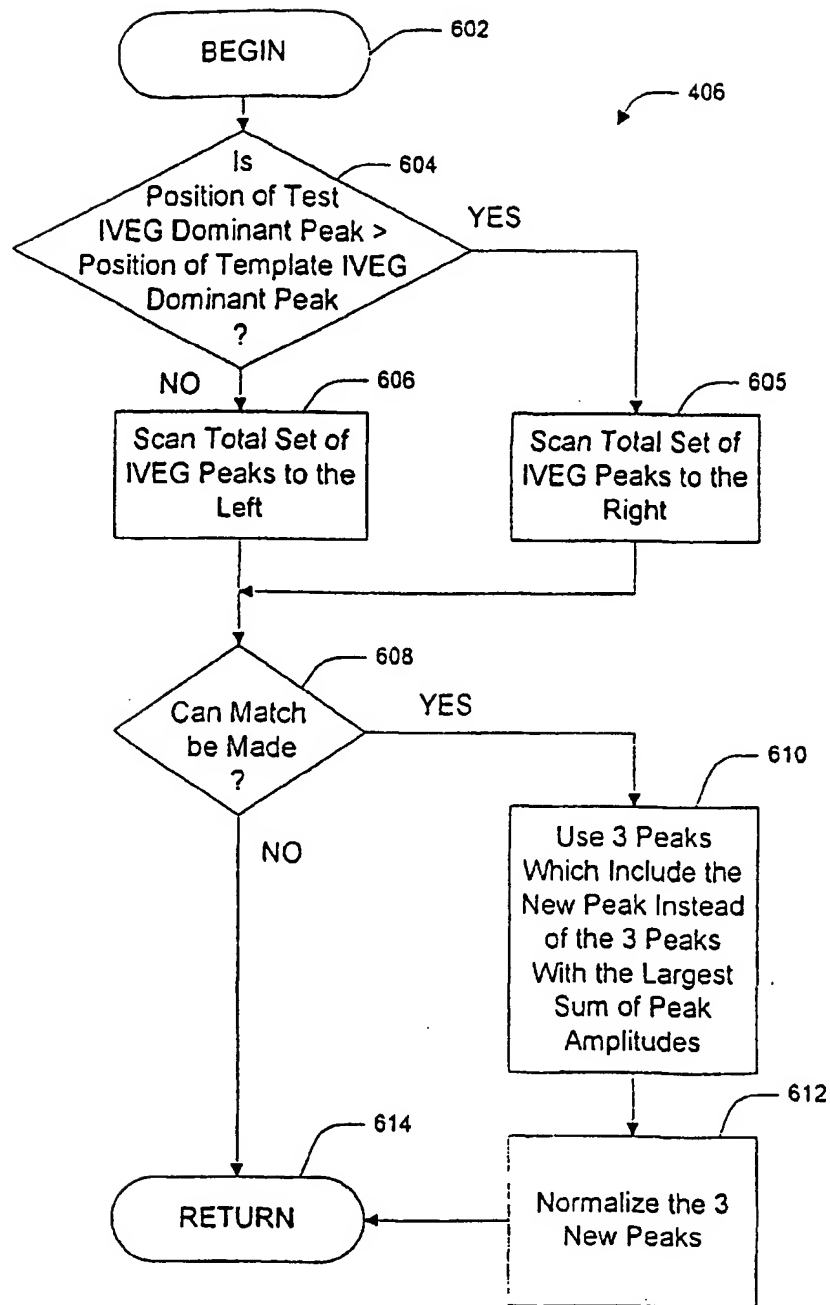 BEGIN
602
406
Is
Position of Test
IVEG Dominant Peak >
Position of Template IVEG
Dominant Peak
?
604
YES
NO
606
605
Scan Total Set of
IVEG Peaks to the
Left
Scan Total Set of
IVEG Peaks to the
Right
608
Can Match
be Made
?
YES
NO
610
Use 3 Peaks
Which Include the
New Peak Instead
of the 3 Peaks
With the Largest
Sum of Peak
Amplitudes
612
Normalize the 3
New Peaks
614
RETURN